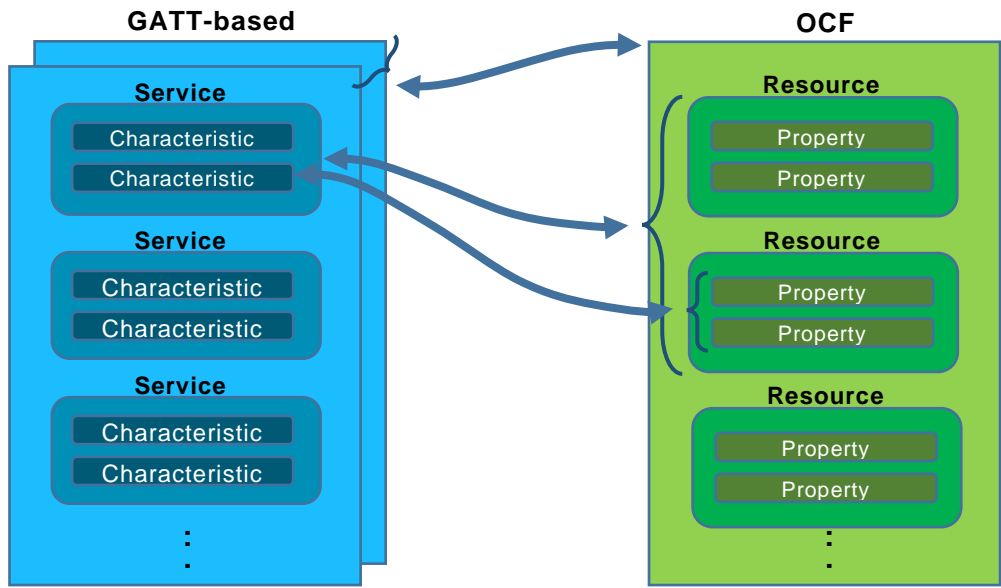 GATT-based
Service
Characteristic
Characteristic
Service
Characteristic
Characteristic
Service
Characteristic
Characteristic
:
.
OCF
Resource
Property
Property
Resource
Property
Property
Resource
Property
Property
:
.